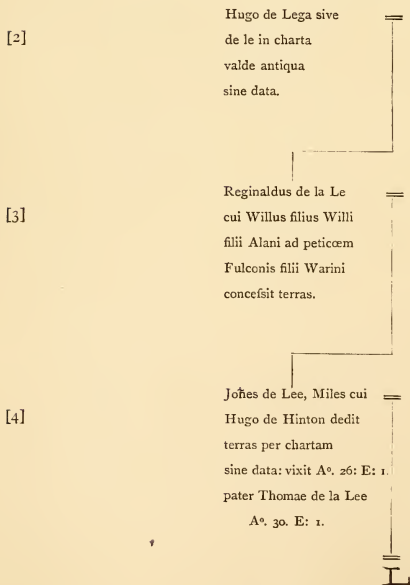 [2]
Hugo de Lega sive
de le in charta
valde antiqua
sine data.
[3]
Reginaldus de la Le
cui Willus filius Willi
filii Alani ad peticœm
Fulconis filii Warini
concefsit terras.
[4]
Jōhes de Lee, Miles cui
Hugo de Hinton dedit
terras per chartam
sine data: vixit Aº. 26: E: 1.
pater Thomae de la Lee
Aº. 30. E: 1.
L